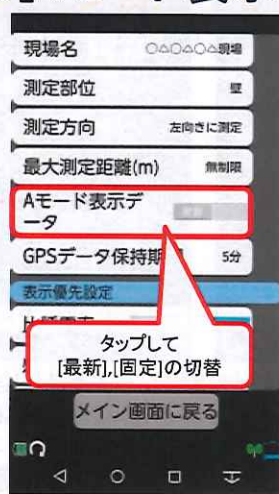 現場名 ○△○△○△現場
測定部位 壁
測定方向 左向きに測定
最大測定距離(m) 無制限
Aモード表示デ
ータ
GPSデータ保持期 5分
表示優先設定
タップして
[最新],[固定]の切替
メイン画面に戻る